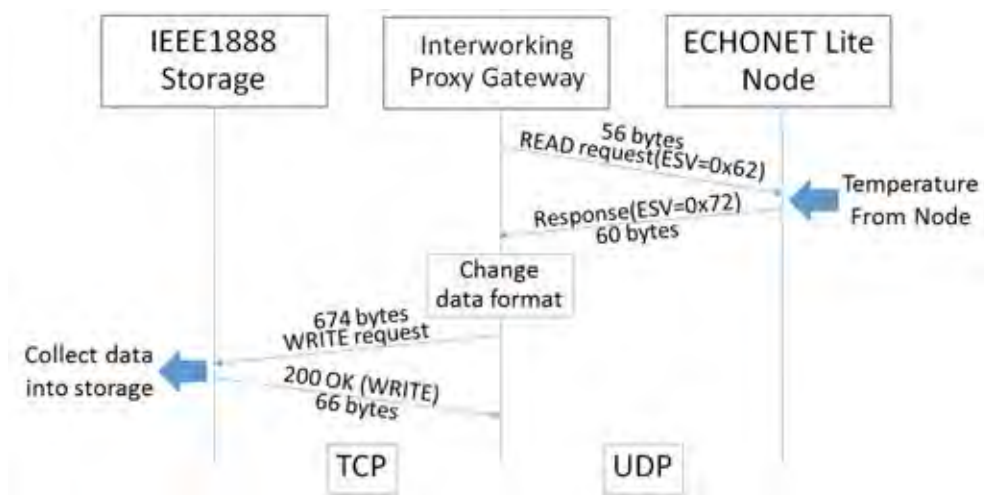 IEEE1888
Storage
Interworking
Proxy Gateway
ECHONET Lite
Node
56 bytes
READ request(ESV=0x62)
Temperature
From Node
Response(ESV=0x72)
60 bytes
Change
data format
674 bytes
WRITE request
Collect data
into storage
200 OK (WRITE)
66 bytes
TCP
UDP